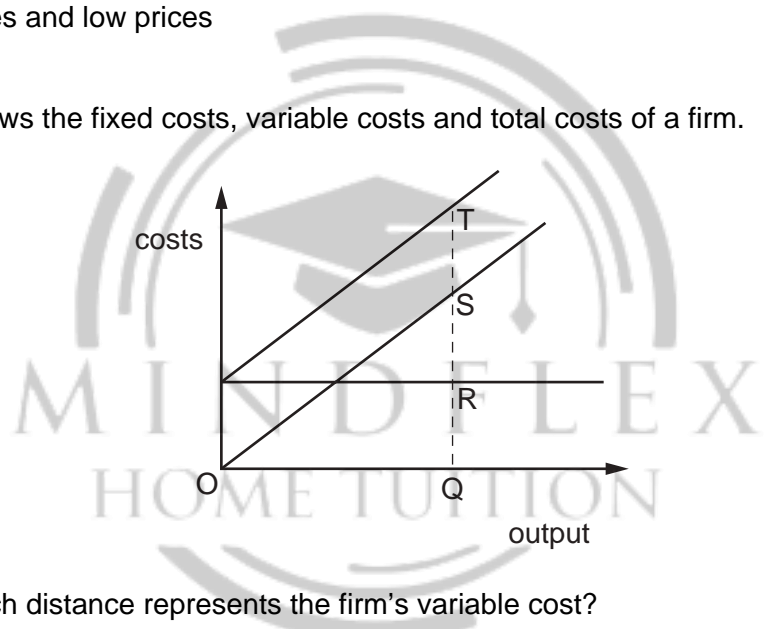 es and low prices
ws the fixed costs, variable costs and total costs of a firm.
costs
T
S
R
MINDFLEX
HOME TUITION
O
Q
output
ch distance represents the firm's variable cost?